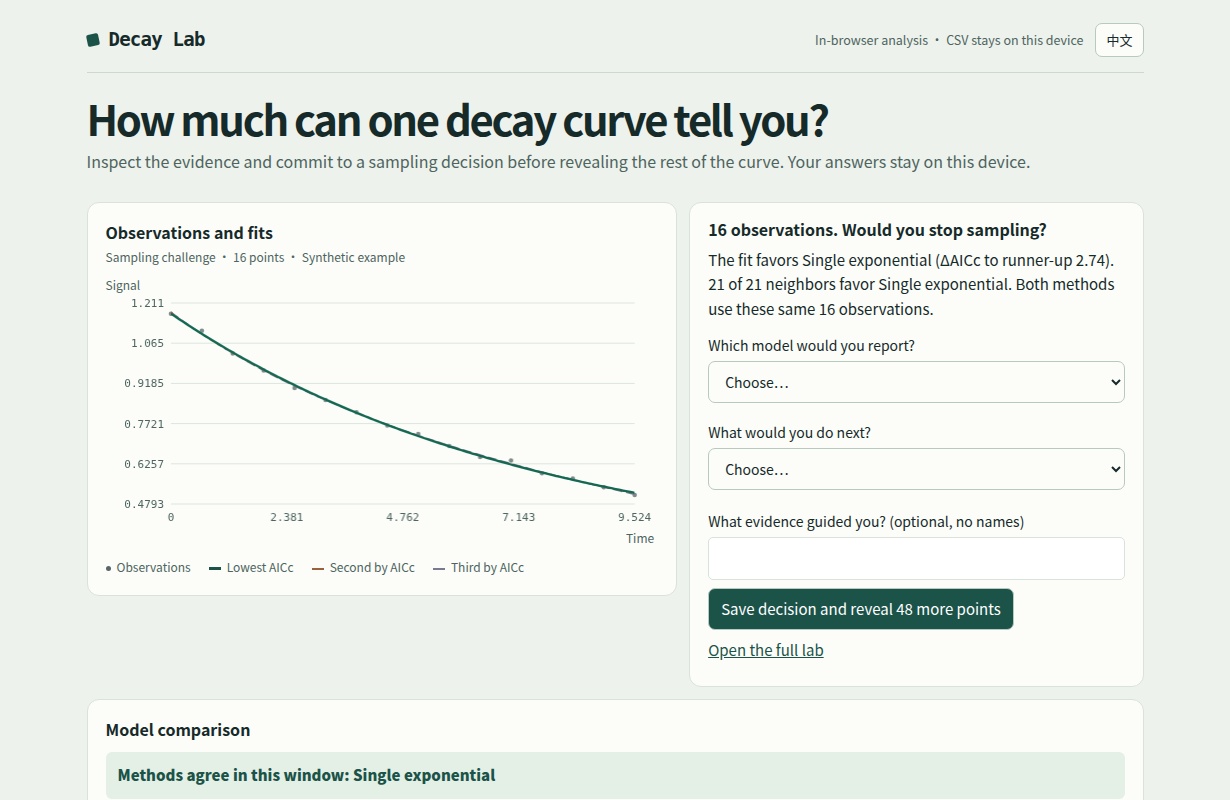 Decay Lab
In-browser analysis • CSV stays on this device
中文
How much can one decay curve tell you?
Inspect the evidence and commit to a sampling decision before revealing the rest of the curve. Your answers stay on this device.
Observations and fits
Sampling challenge • 16 points • Synthetic example
Signal
1.211
1.065
0.9185
0.7721
0.6257
0.4793
0 2.381 4.762 7.143 9.524
Time
Observations Lowest AICc Second by AICc Third by AICc
16 observations. Would you stop sampling?
The fit favors Single exponential (ΔAICc to runner-up 2.74).
21 of 21 neighbors favor Single exponential. Both methods
use these same 16 observations.
Which model would you report?
Choose…
What would you do next?
Choose…
What evidence guided you? (optional, no names)
Save decision and reveal 48 more points
Open the full lab
Model comparison
Methods agree in this window: Single exponential